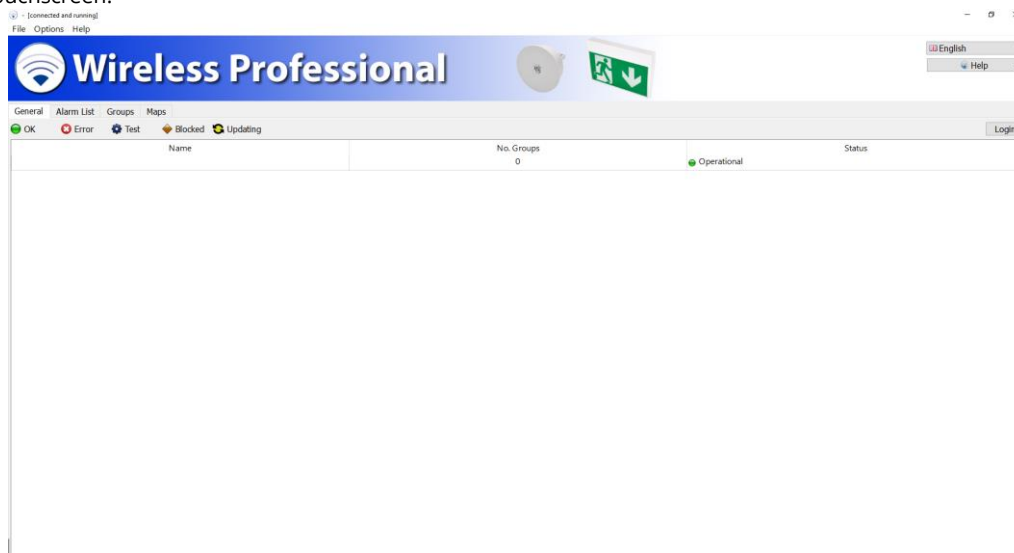 - [connected and running]
File Options Help
Wireless Professional
English
Help
General Alarm List Groups Maps
OK Error Test Blocked Updating
Login
Name No. Groups Status
0 Operational